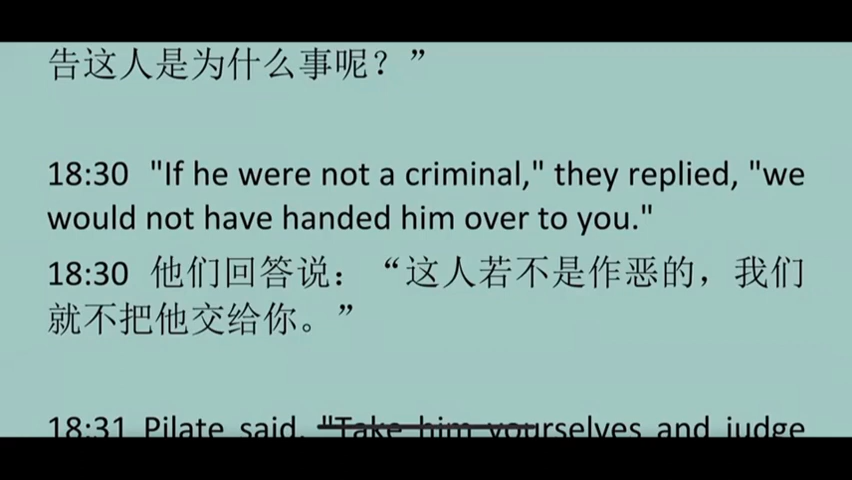 告这人是为什么事呢？”
18:30 "If he were not a criminal," they replied, "we
would not have handed him over to you."
18:30 他们回答说：“这人若不是作恶的，我们
就不把他交给你。”
18:31 Pilate said, "Take him yourselves and judge